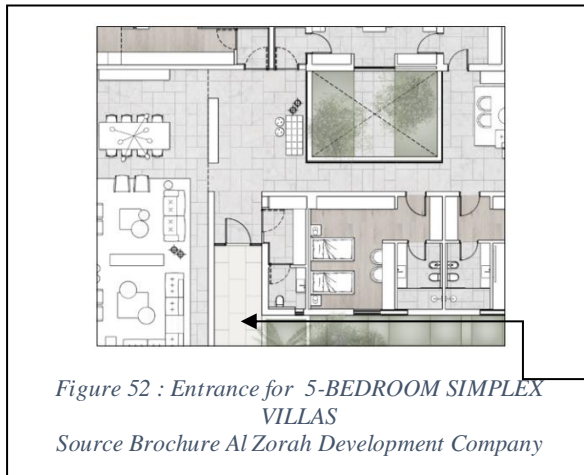 Figure 52 : Entrance for 5-BEDROOM SIMPLEX
VILLAS
Source Brochure Al Zorah Development Company